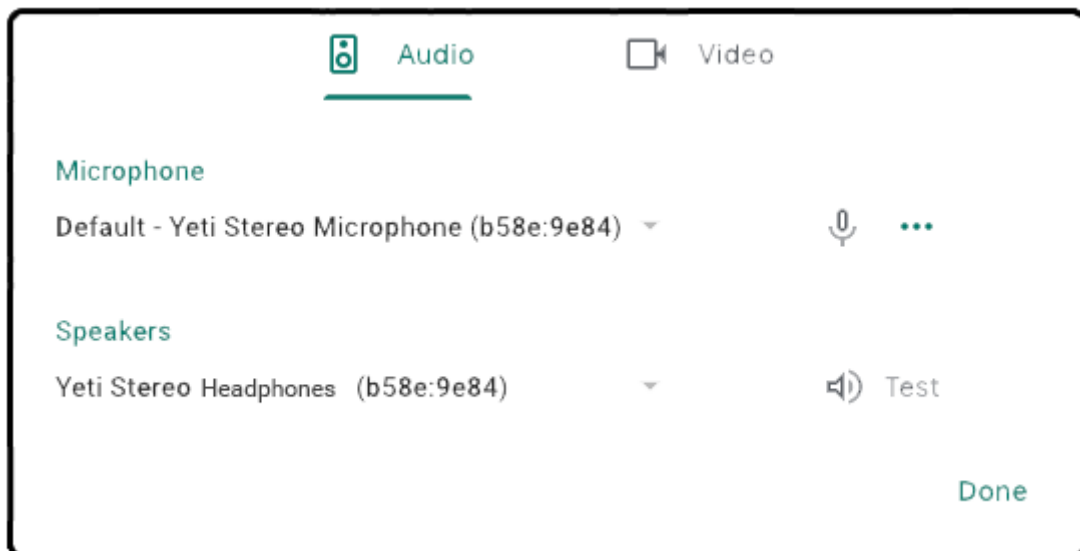 Audio Video
Microphone
Default - Yeti Stereo Microphone (b58e:9e84)
Speakers
Yeti Stereo Headphones (b58e:9e84) Test
Done